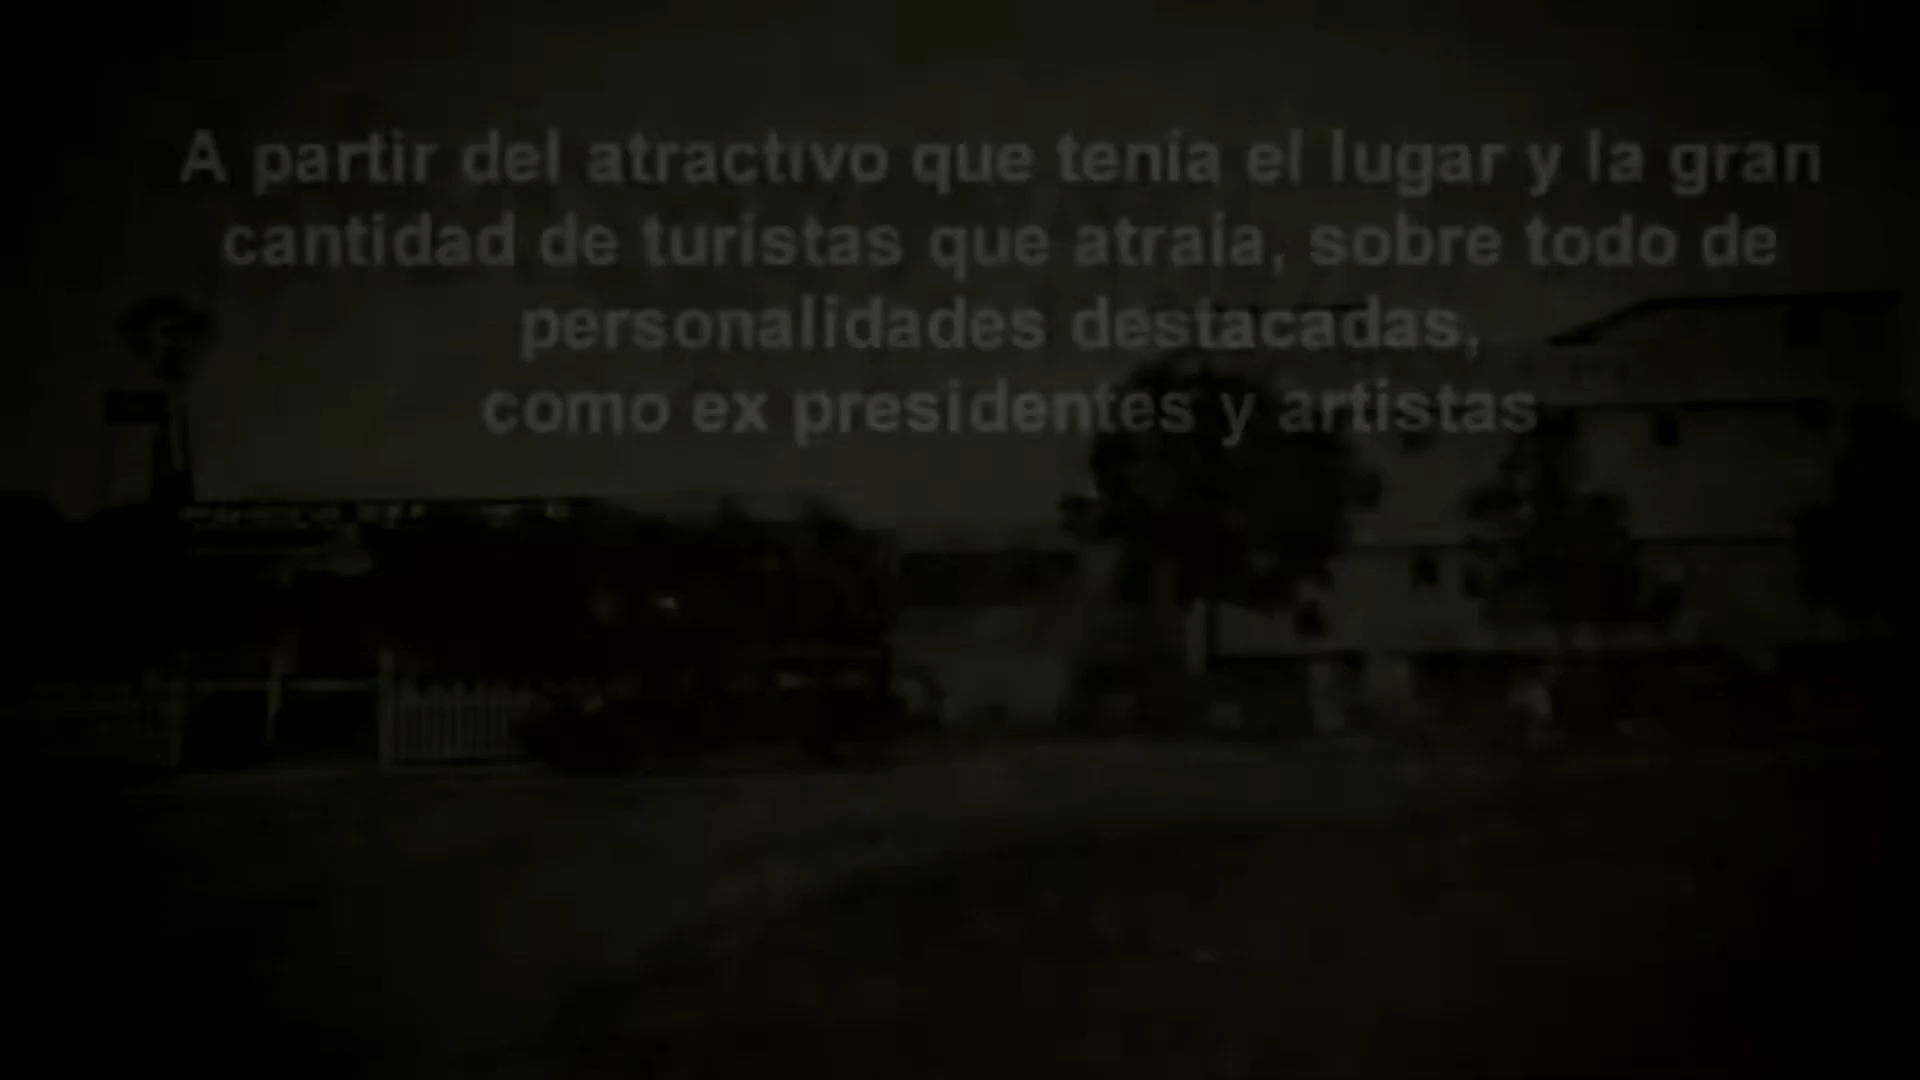 A partir del atractivo que tenía el lugar y la gran
cantidad de turistas que atraía, sobre todo de
personalidades destacadas,
como ex presidentes y artistas